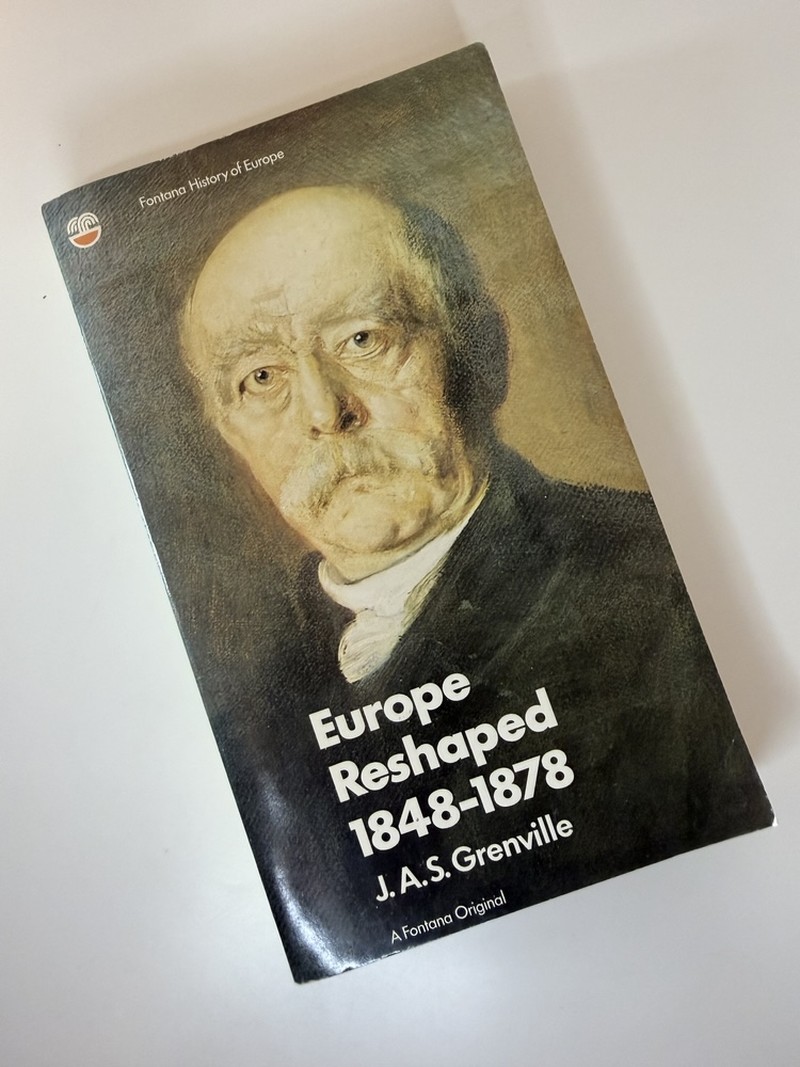 Fontana History of Europe
Europe
Reshaped
1848-1878
J.A.S. Grenville
A Fontana Original